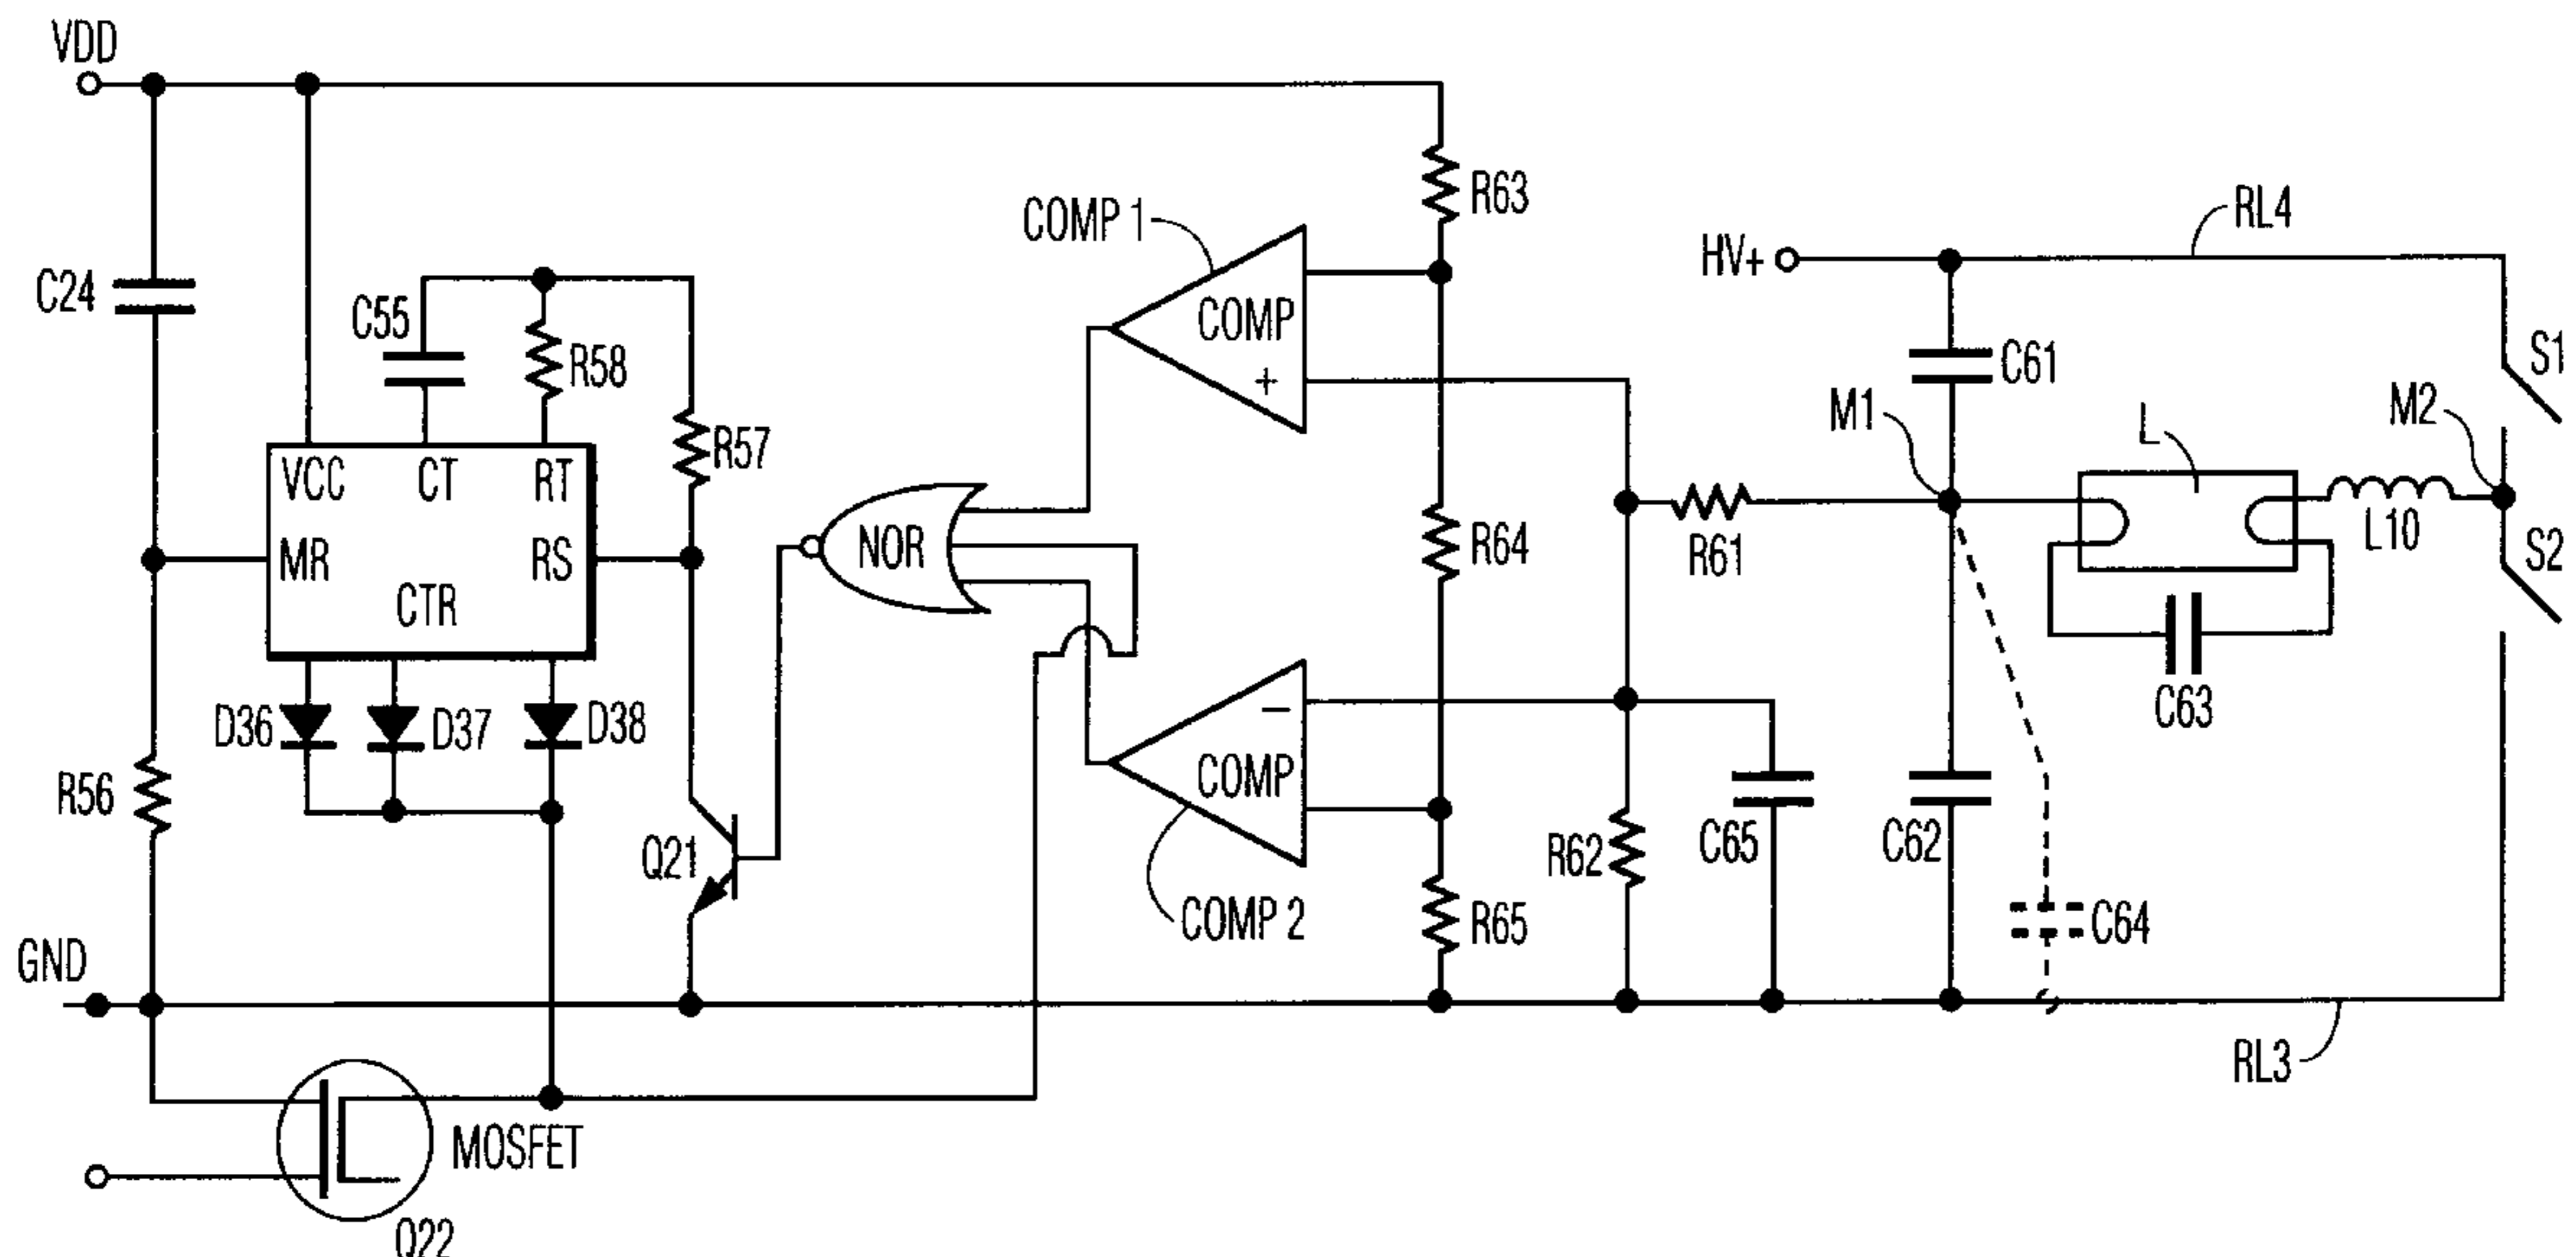 VDD
R63
COMP 1
RL4
HV+
C24
C55
R58
COMP
+
C61
S1
M1
M2
L
R57
VCC CT RT
MR RS
CTR
NOR
R64
R61
L10
S2
C63
D36
D37
D38
R56
−
COMP
Q21
R62
C65
C62
COMP 2
R65
C64
GND
RL3
MOSFET
Q22